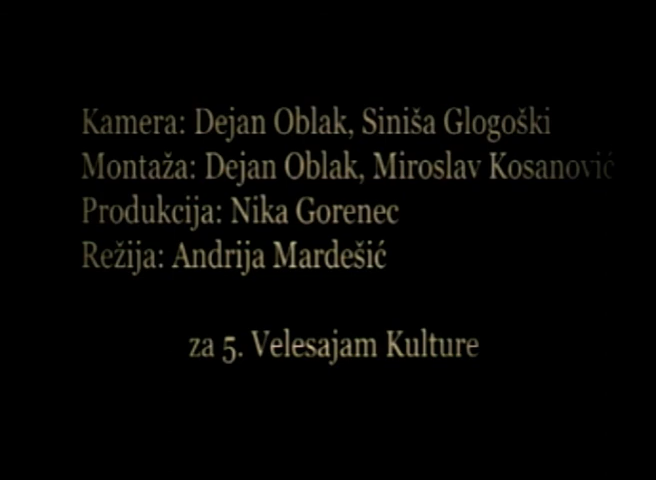 Kamera: Dejan Oblak, Siniša Glogoški
Montaža: Dejan Oblak, Miroslav Kosanović
Produkcija: Nika Gorenec
Režija: Andrija Mardešić
za 5. Velesajam Kulture